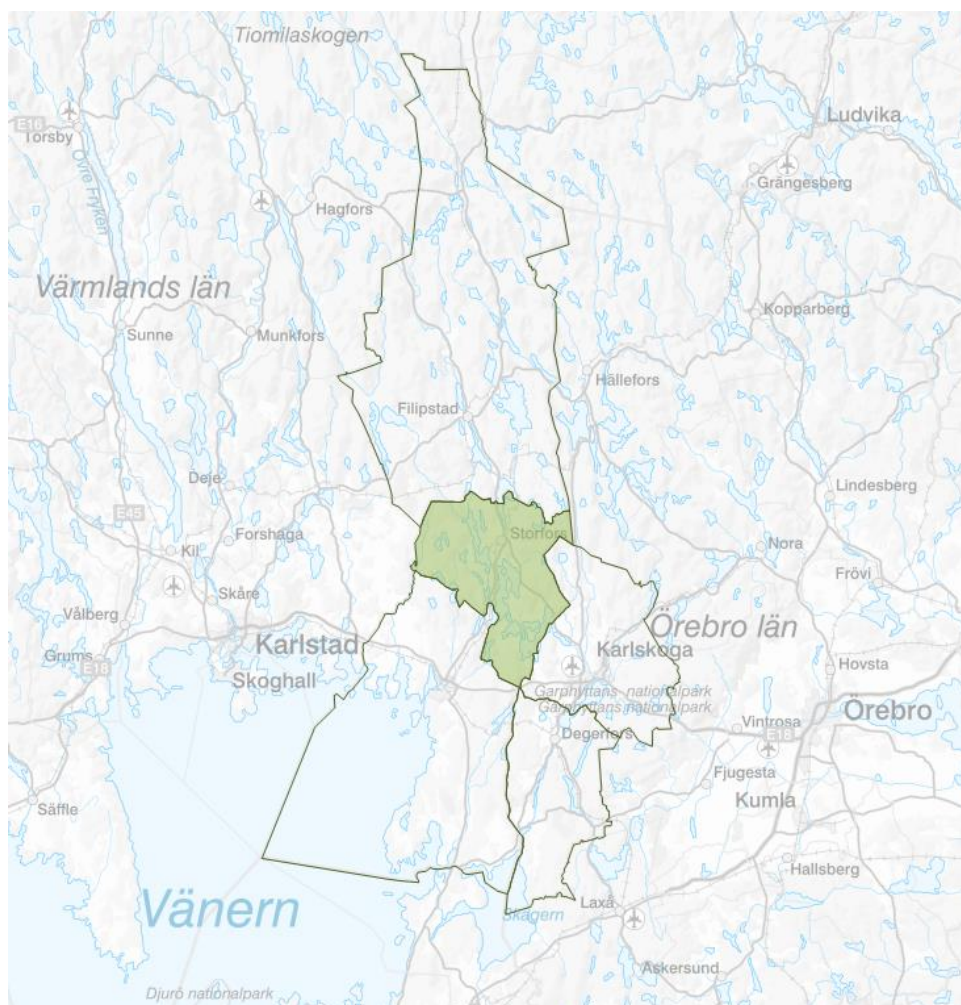 Tiomilaskogen
Ludvika
E16
Torsby
Övre Fryken
Grängesberg
Hagfors
Värmlands län
Kopparberg
Sunne
Munkfors
Hällefors
Filipstad
Deje
Lindesberg
E45
Storfors
Forshaga
Nora
Kil
Frövi
Skåre
Vålberg
Örebro län
Karlstad
Karlskoga
Grums
E18
Hovsta
Skoghall
Garphyttans nationalpark
Garphyttans nationalpark
Örebro
Vintrosa
E18
Degerfors
Fjugesta
Säffle
Kumla
Hallsberg
Vänern
Laxå
Skagern
Askersund
Djurö nationalpark